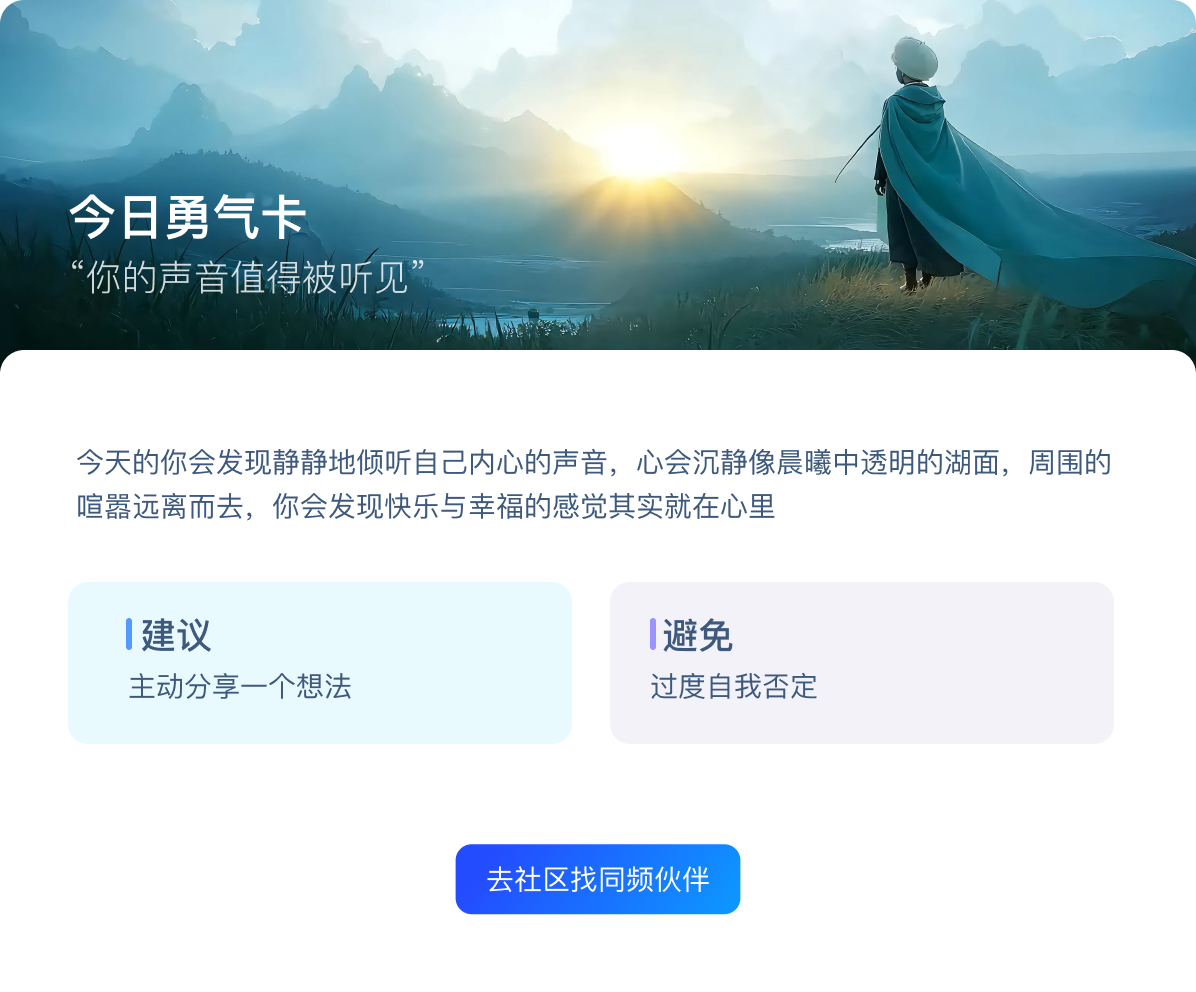 今日勇气卡
“你的声音值得被听见”
今天的你会发现静静地倾听自己内心的声音，心会沉静像晨曦中透明的湖面，周围的
喧嚣远离而去，你会发现快乐与幸福的感觉其实就在心里
建议
主动分享一个想法
避免
过度自我否定
去社区找同频伙伴